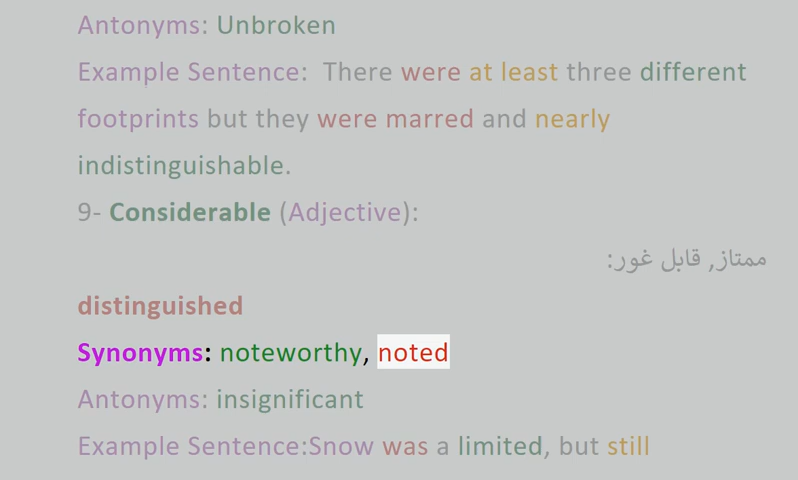 Antonyms: Unbroken
Example Sentence: There were at least three different
footprints but they were marred and nearly
indistinguishable.
9- Considerable (Adjective):
ممتاز, قابل غور:
distinguished
Synonyms: noteworthy, noted
Antonyms: insignificant
Example Sentence:Snow was a limited, but still